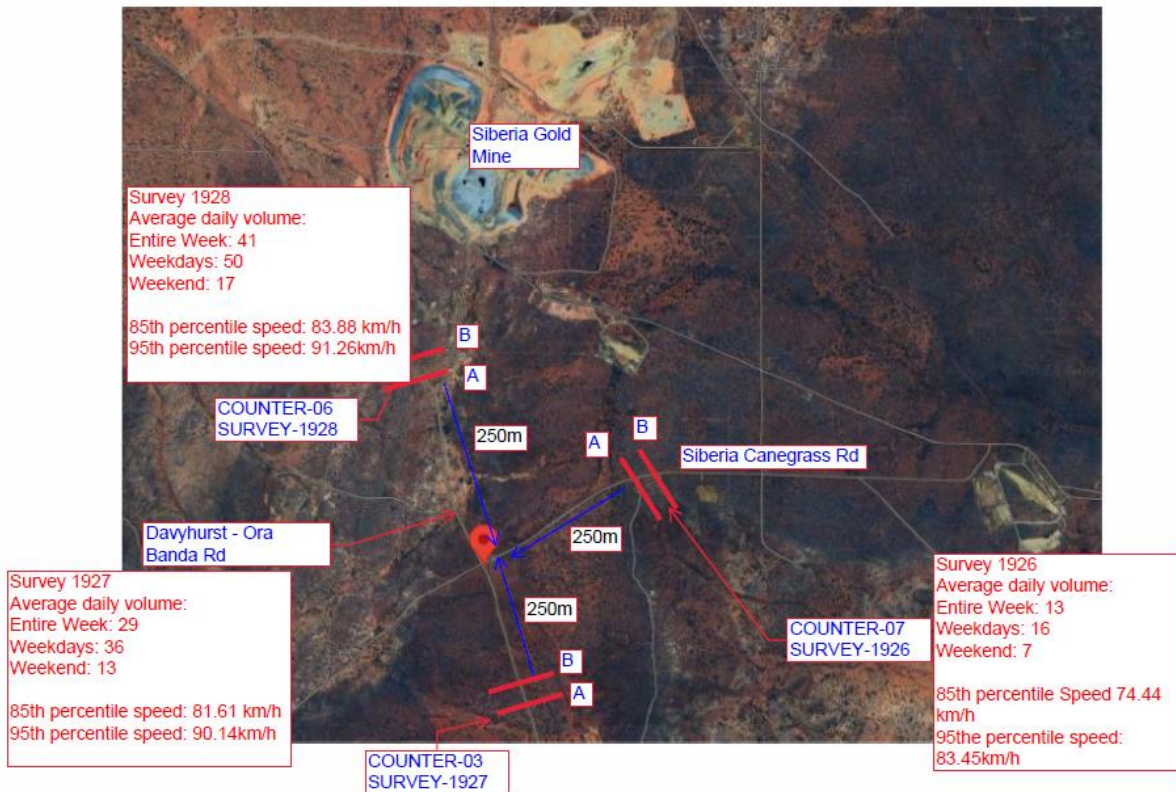 Siberia Gold
Mine
Survey 1928
Average daily volume:
Entire Week: 41
Weekdays: 50
Weekend: 17
85th percentile speed: 83.88 km/h
95th percentile speed: 91.26km/h
B
A
COUNTER-06
SURVEY-1928
250m
A
B
Siberia Canegrass Rd
Davyhurst - Ora
Banda Rd
250m
Survey 1927
Average daily volume:
Entire Week: 29
Weekdays: 36
Weekend: 13
85th percentile speed: 81.61 km/h
95th percentile speed: 90.14km/h
250m
B
A
COUNTER-03
SURVEY-1927
COUNTER-07
SURVEY-1926
Survey 1926
Average daily volume:
Entire Week: 13
Weekdays: 16
Weekend: 7
85th percentile Speed 74.44
km/h
95the percentile speed:
83.45km/h